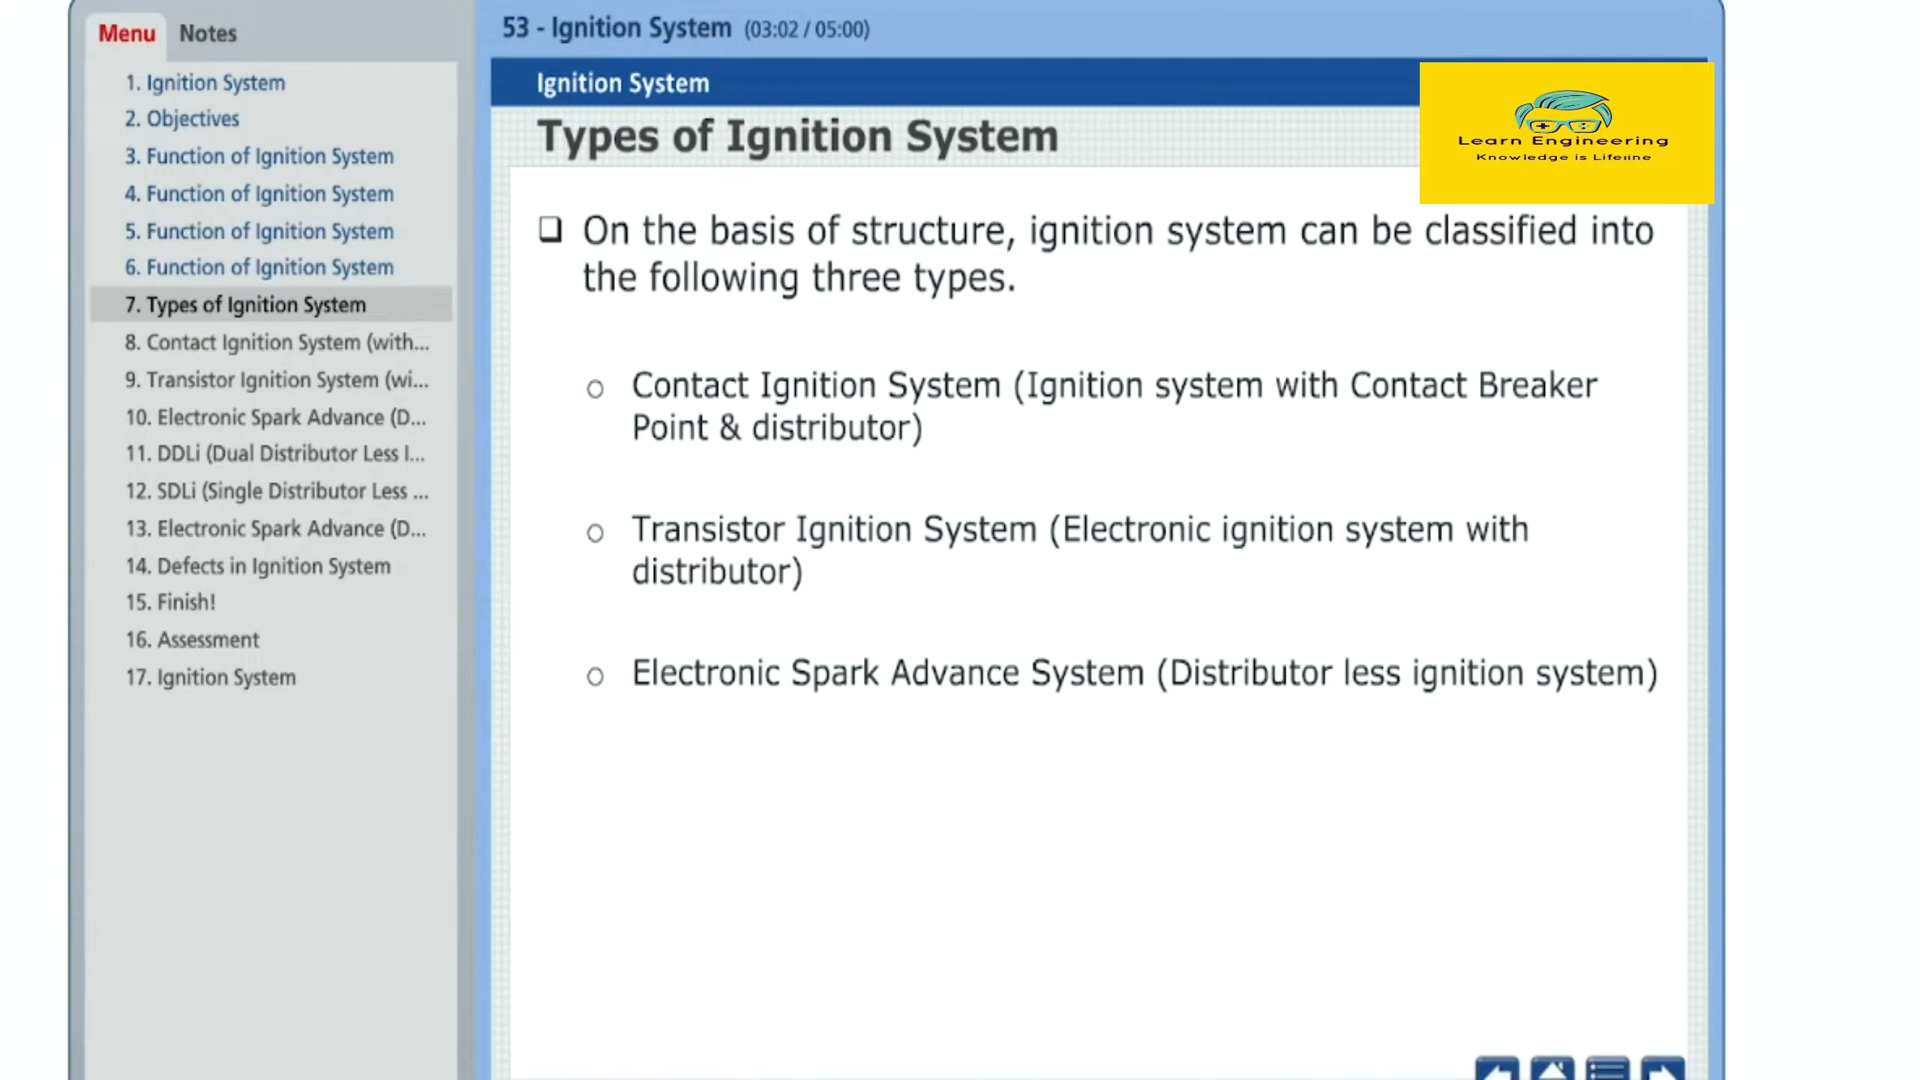 Menu Notes
1. Ignition System
2. Objectives
3. Function of Ignition System
4. Function of Ignition System
5. Function of Ignition System
6. Function of Ignition System
7. Types of Ignition System
8. Contact Ignition System (with...
9. Transistor Ignition System (wi...
10. Electronic Spark Advance (D...
11. DDLi (Dual Distributor Less I...
12. SDLi (Single Distributor Less ...
13. Electronic Spark Advance (D...
14. Defects in Ignition System
15. Finish!
16. Assessment
17. Ignition System
53 - Ignition System (03:02 / 05:00)
Ignition System
Types of Ignition System
Learn Engineering
Knowledge is Lifeline
❑ On the basis of structure, ignition system can be classified into
the following three types.
o Contact Ignition System (Ignition system with Contact Breaker
Point & distributor)
o Transistor Ignition System (Electronic ignition system with
distributor)
o Electronic Spark Advance System (Distributor less ignition system)